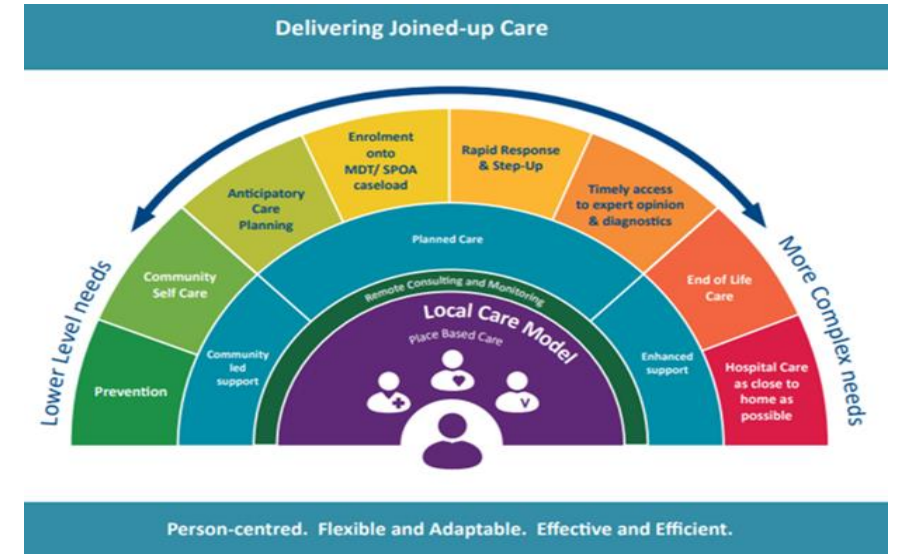 Delivering Joined-up Care
Enrolment
onto
MDT/ SPOA
caseload
Rapid Response
& Step-Up
Anticipatory
Care
Planning
Timely access
to expert opinion
& diagnostics
Planned Care
Community
Self Care
End of Life
Care
Remote Consulting and Monitoring
Local Care Model
Place Based Care
Lower Level needs
More Complex needs
Community
led
support
Enhanced
support
Prevention
Hospital Care
as close to
home as
possible
V
Person-centred. Flexible and Adaptable. Effective and Efficient.